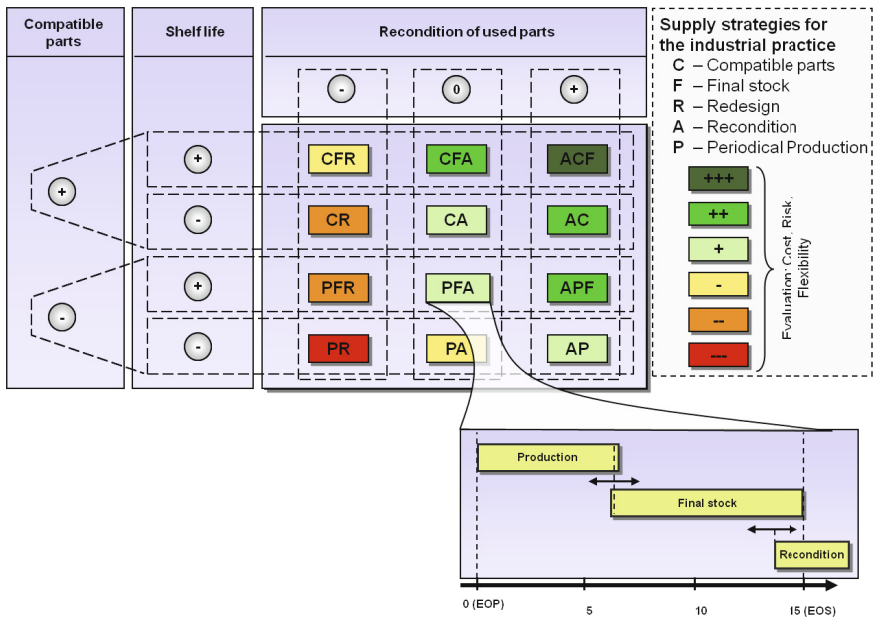 Compatible
parts
Shelf life
Recondition of used parts
-
0
+
+
+
CFR
CFA
ACF
-
CR
CA
AC
-
+
PFR
PFA
APF
-
PR
PA
AP
Supply strategies for
the industrial practice
C – Compatible parts
F – Final stock
R – Redesign
A – Recondition
P – Periodical Production
+++
++
+
-
--
---
Evaluation: Cost, Risk,
Flexibility
Production
Final stock
Recondition
0 (EOP)
5
10
15 (EOS)